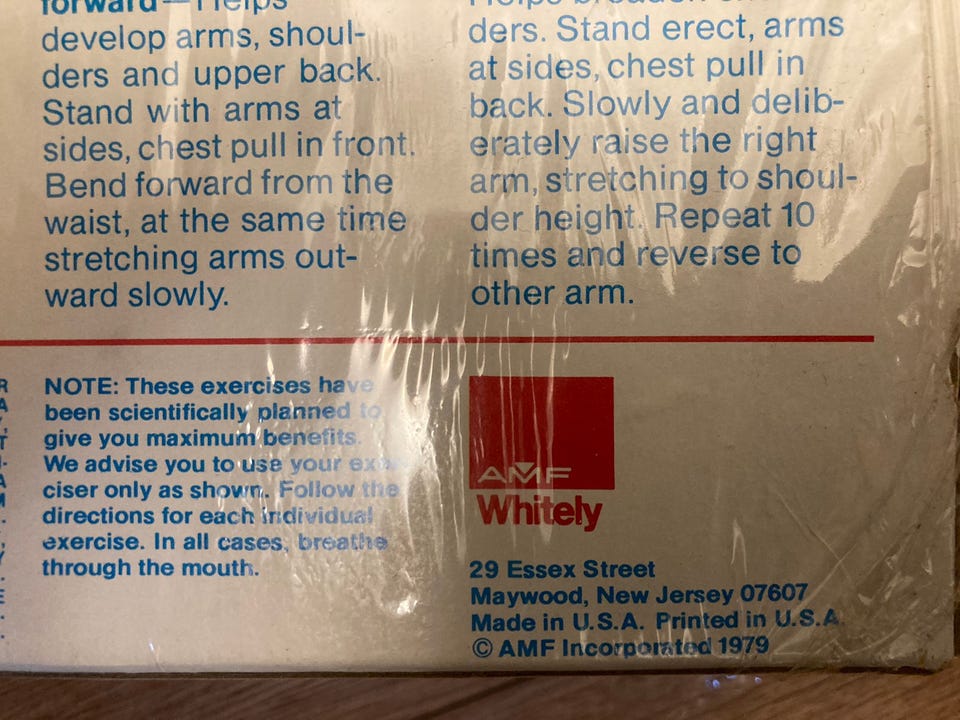 forward—Helps
develop arms, shoul-
ders and upper back.
Stand with arms at
sides, chest pull in front.
Bend forward from the
waist, at the same time
stretching arms out-
ward slowly.
ders. Stand erect, arms
at sides, chest pull in
back. Slowly and delib-
erately raise the right
arm, stretching to shoul-
der height. Repeat 10
times and reverse to
other arm.
NOTE: These exercises have
been scientifically planned to
give you maximum benefits.
We advise you to use your exer-
ciser only as shown. Follow the
directions for each individual
exercise. In all cases, breathe
through the mouth.
AMF
Whitely
29 Essex Street
Maywood, New Jersey 07607
Made in U.S.A. Printed in U.S.A.
© AMF Incorporated 1979